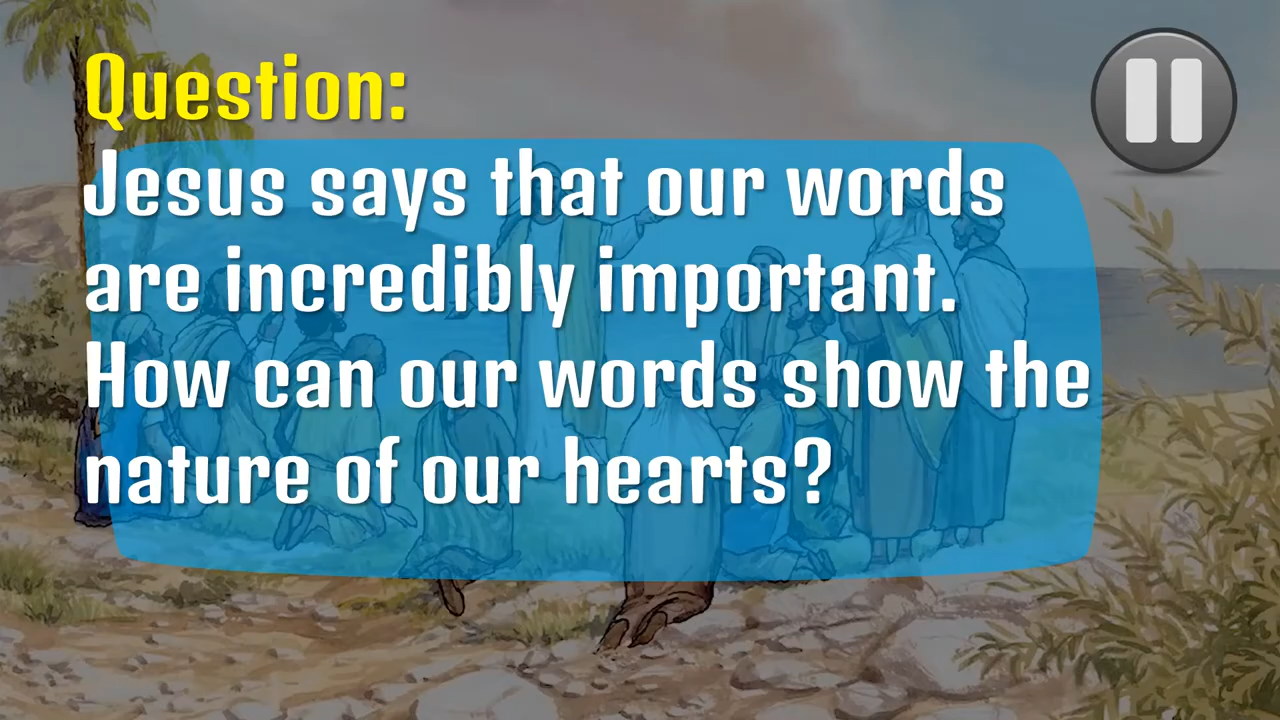 Question:
Jesus says that our words
are incredibly important.
How can our words show the
nature of our hearts?